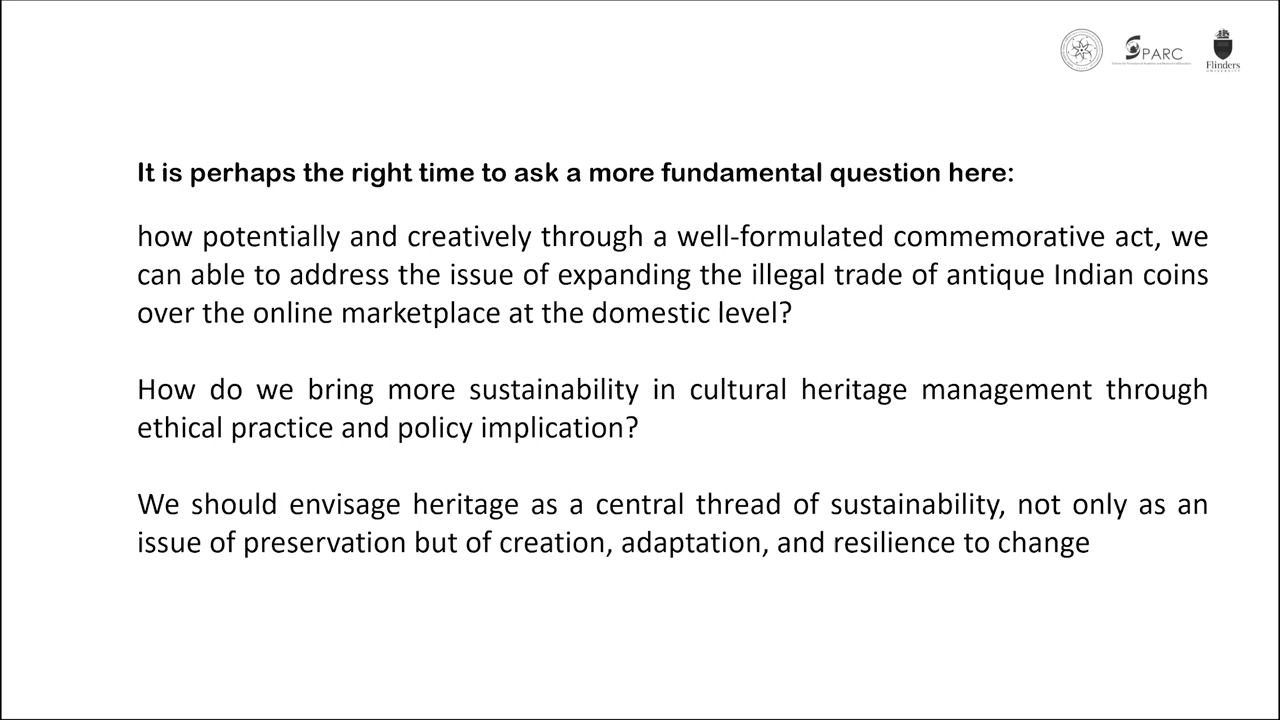 SPARC
Flinders
UNIVERSITY
It is perhaps the right time to ask a more fundamental question here:
how potentially and creatively through a well-formulated commemorative act, we
can able to address the issue of expanding the illegal trade of antique Indian coins
over the online marketplace at the domestic level?
How do we bring more sustainability in cultural heritage management through
ethical practice and policy implication?
We should envisage heritage as a central thread of sustainability, not only as an
issue of preservation but of creation, adaptation, and resilience to change